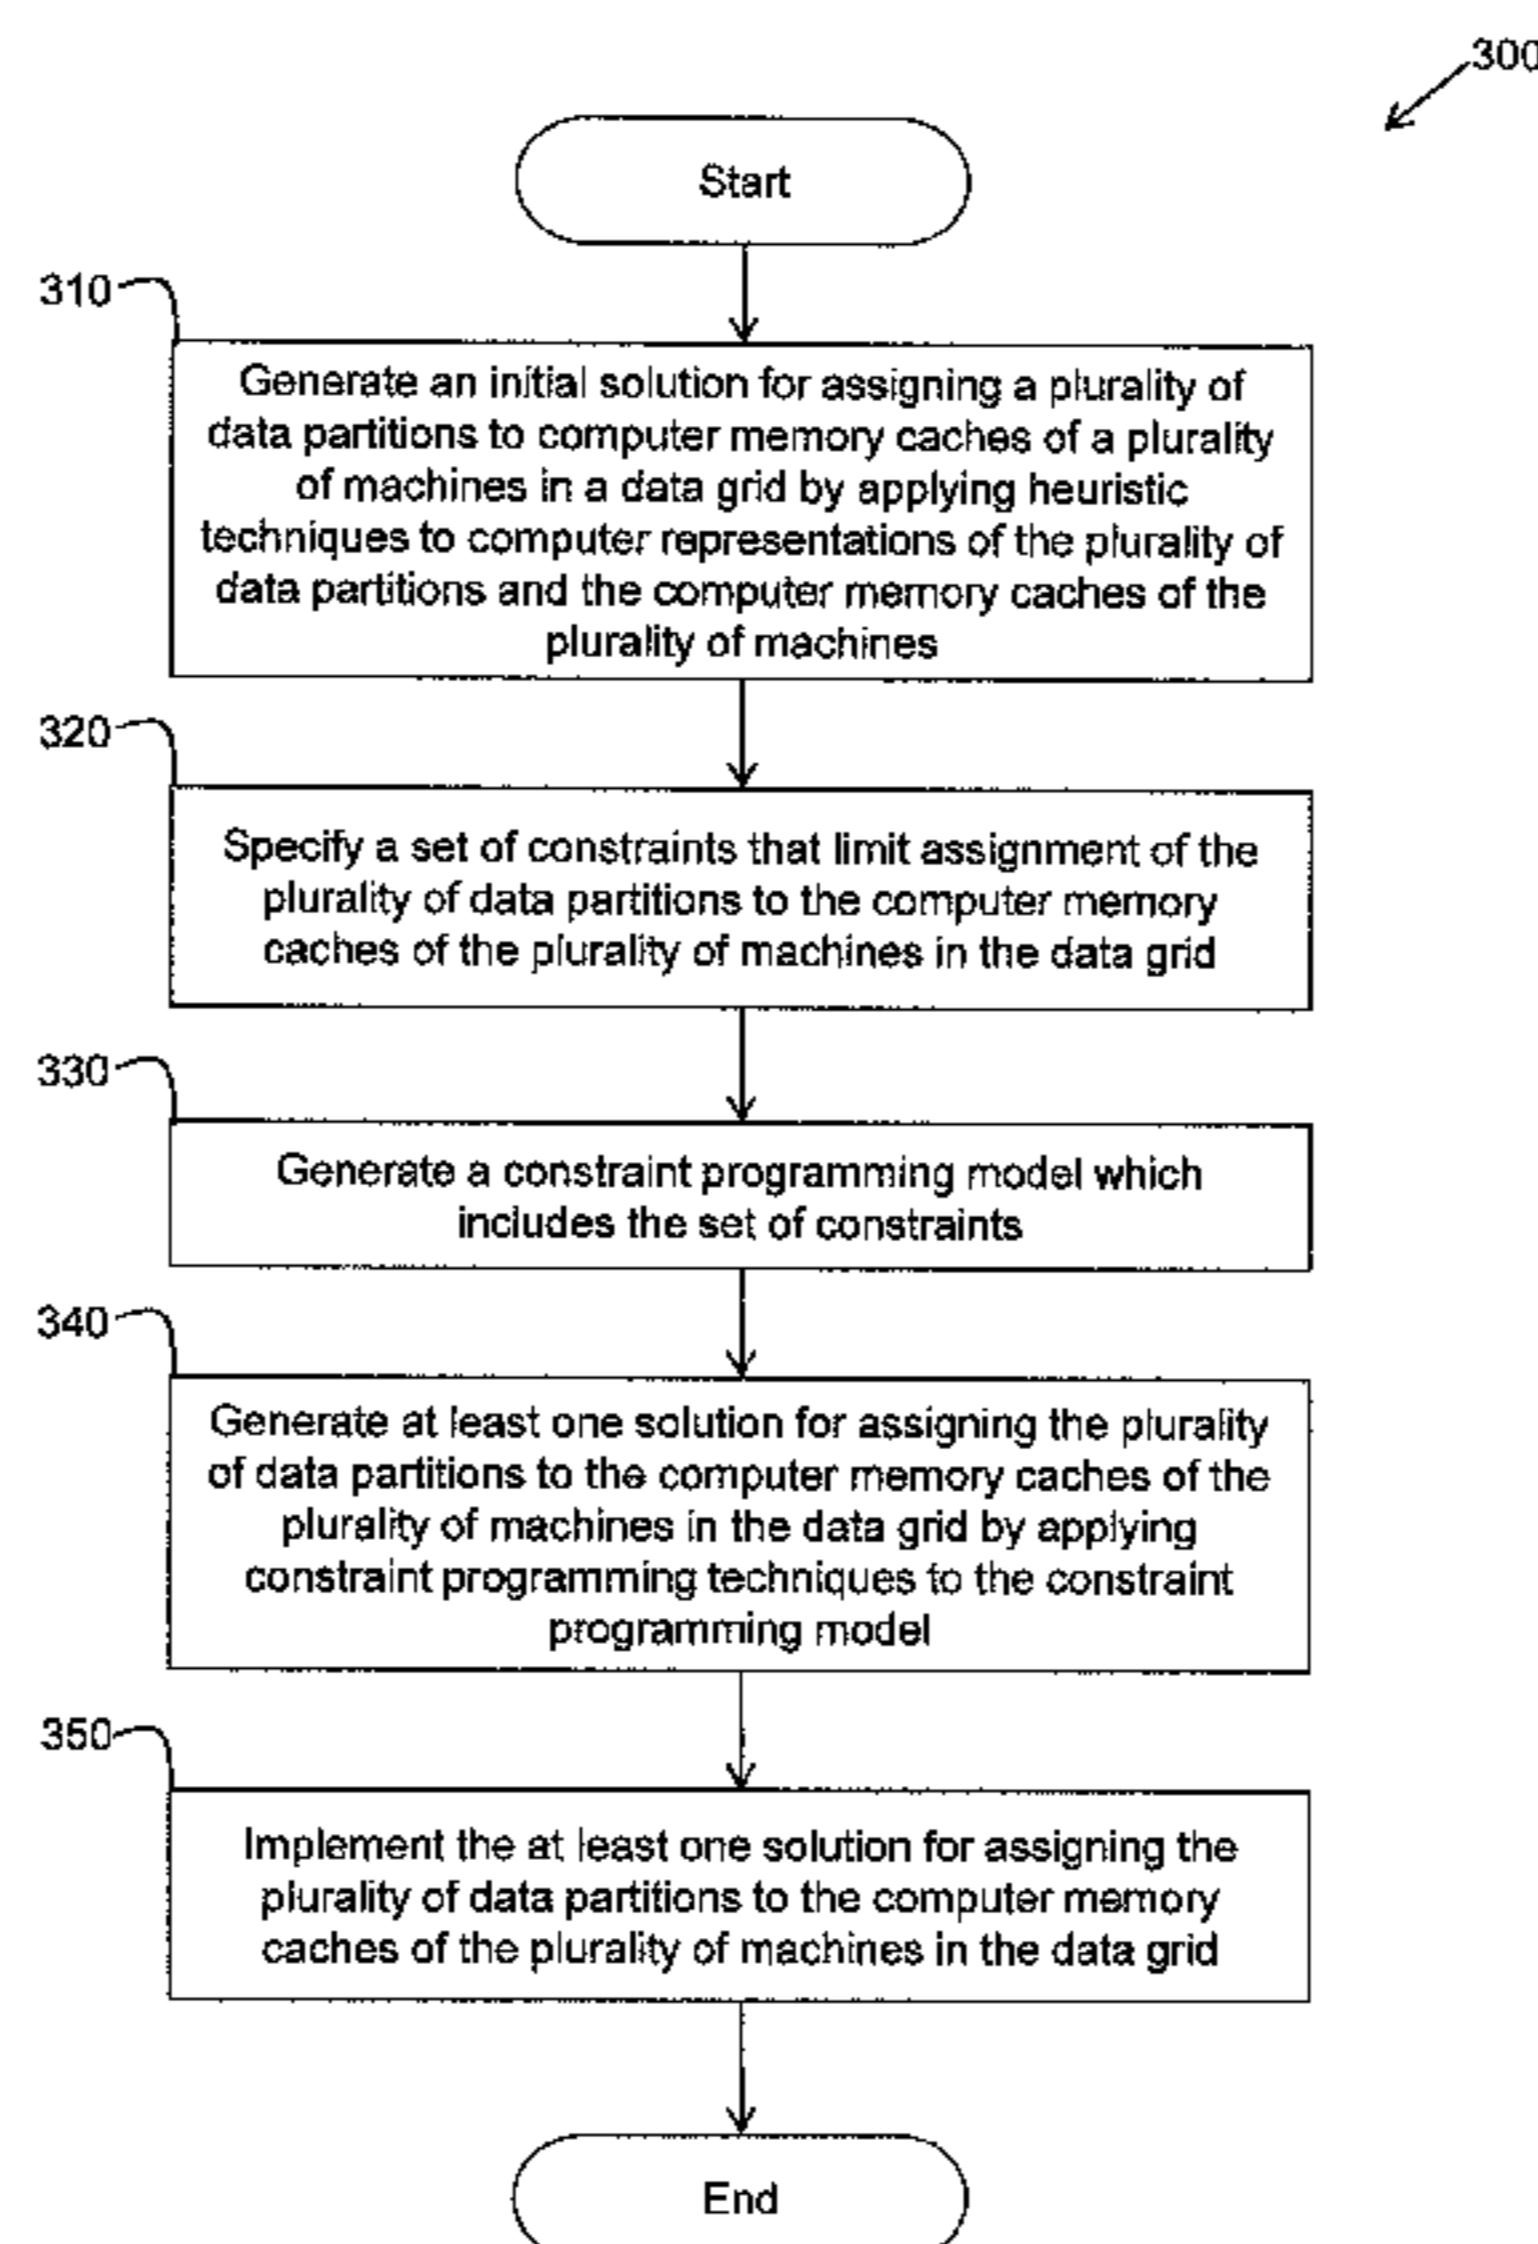 300
Start
310
Generate an initial solution for assigning a plurality of
data partitions to computer memory caches of a plurality
of machines in a data grid by applying heuristic
techniques to computer representations of the plurality of
data partitions and the computer memory caches of the
plurality of machines
320
Specify a set of constraints that limit assignment of the
plurality of data partitions to the computer memory
caches of the plurality of machines in the data grid
330
Generate a constraint programming model which
includes the set of constraints
340
Generate at least one solution for assigning the plurality
of data partitions to the computer memory caches of the
plurality of machines in the data grid by applying
constraint programming techniques to the constraint
programming model
350
Implement the at least one solution for assigning the
plurality of data partitions to the computer memory
caches of the plurality of machines in the data grid
End